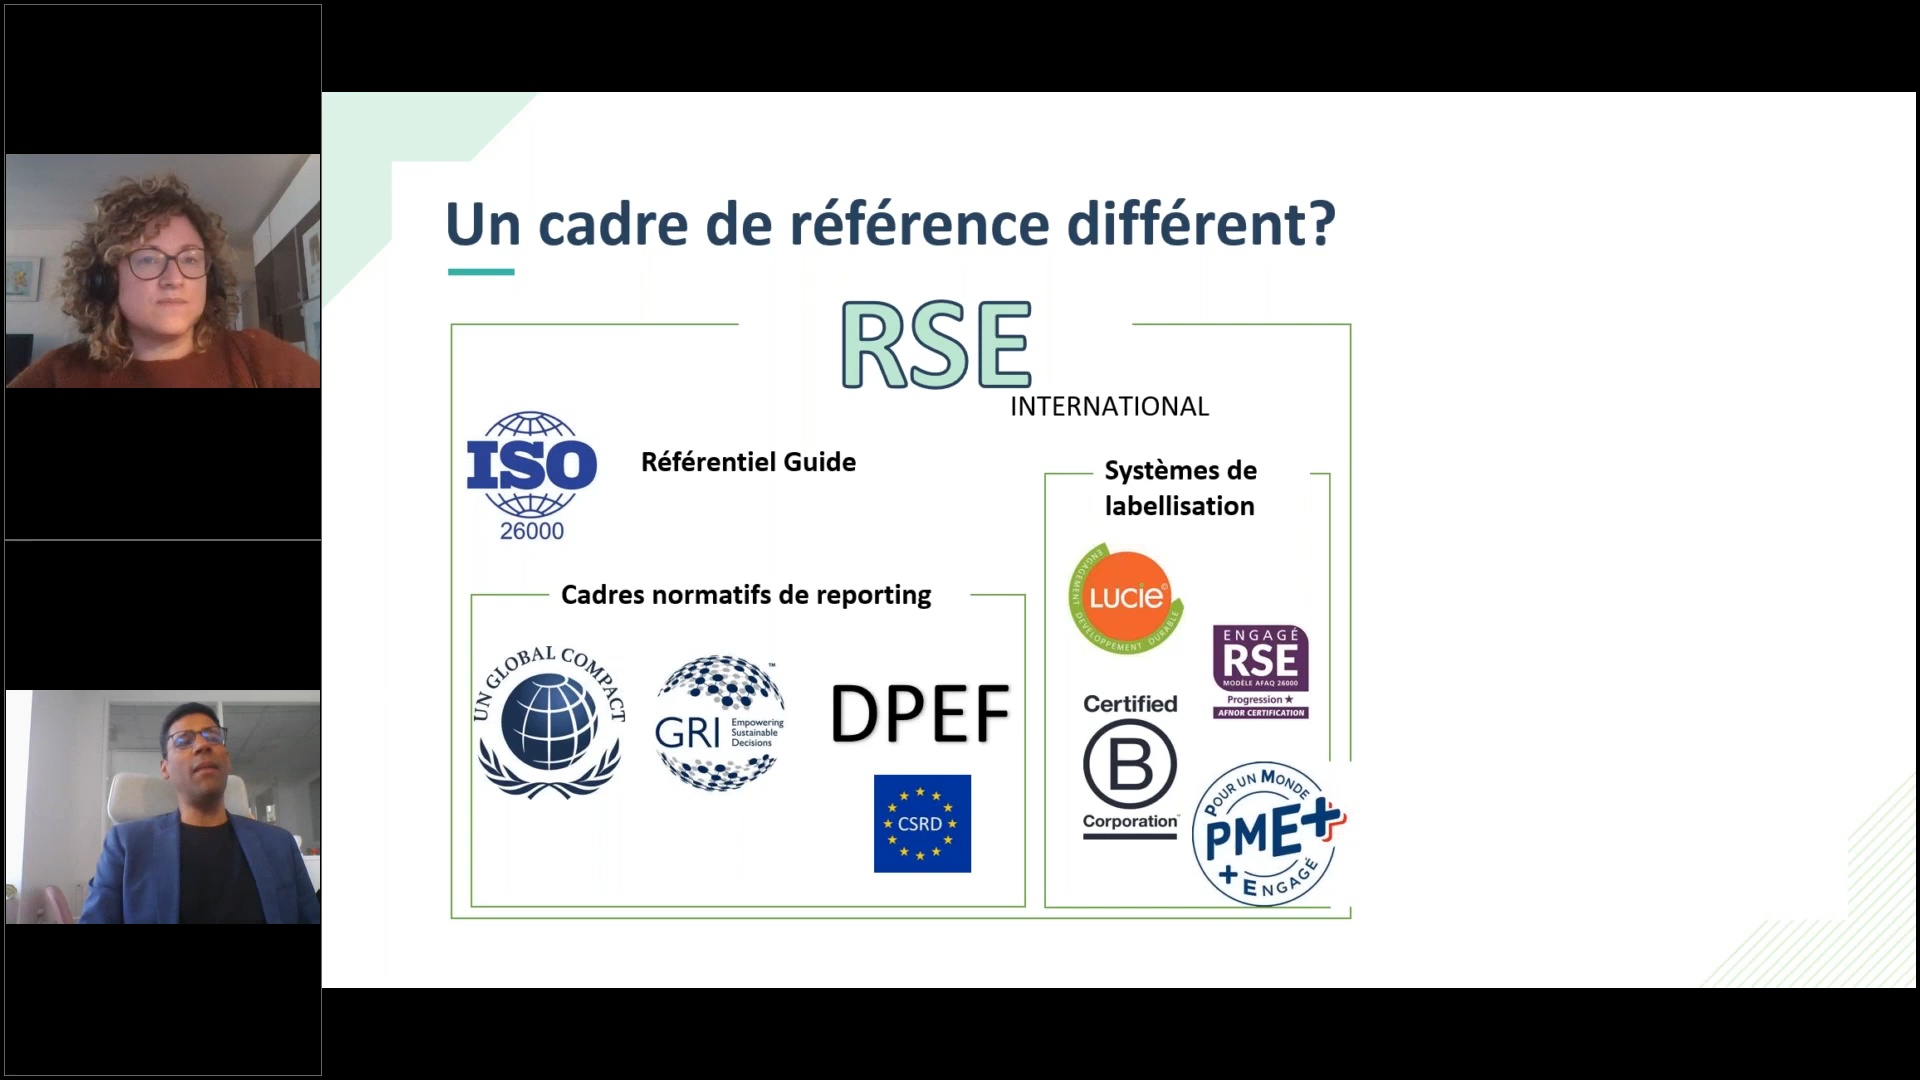 Un cadre de référence différent?
RSE
INTERNATIONAL
ISO
26000
Référentiel Guide
Cadres normatifs de reporting
UN GLOBAL COMPACT
GRI
Empowering
Sustainable
Decisions
™
DPEF
CSRD
Systèmes de
labellisation
LUCIE
ENGAGEMENT DEVELOPPEMENT DURABLE
ENGAGÉ
RSE
MODÈLE AFAQ 26000
Progression ★
AFNOR CERTIFICATION
Certified
B
Corporation
POUR UN MONDE
PME+
+ ENGAGÉ